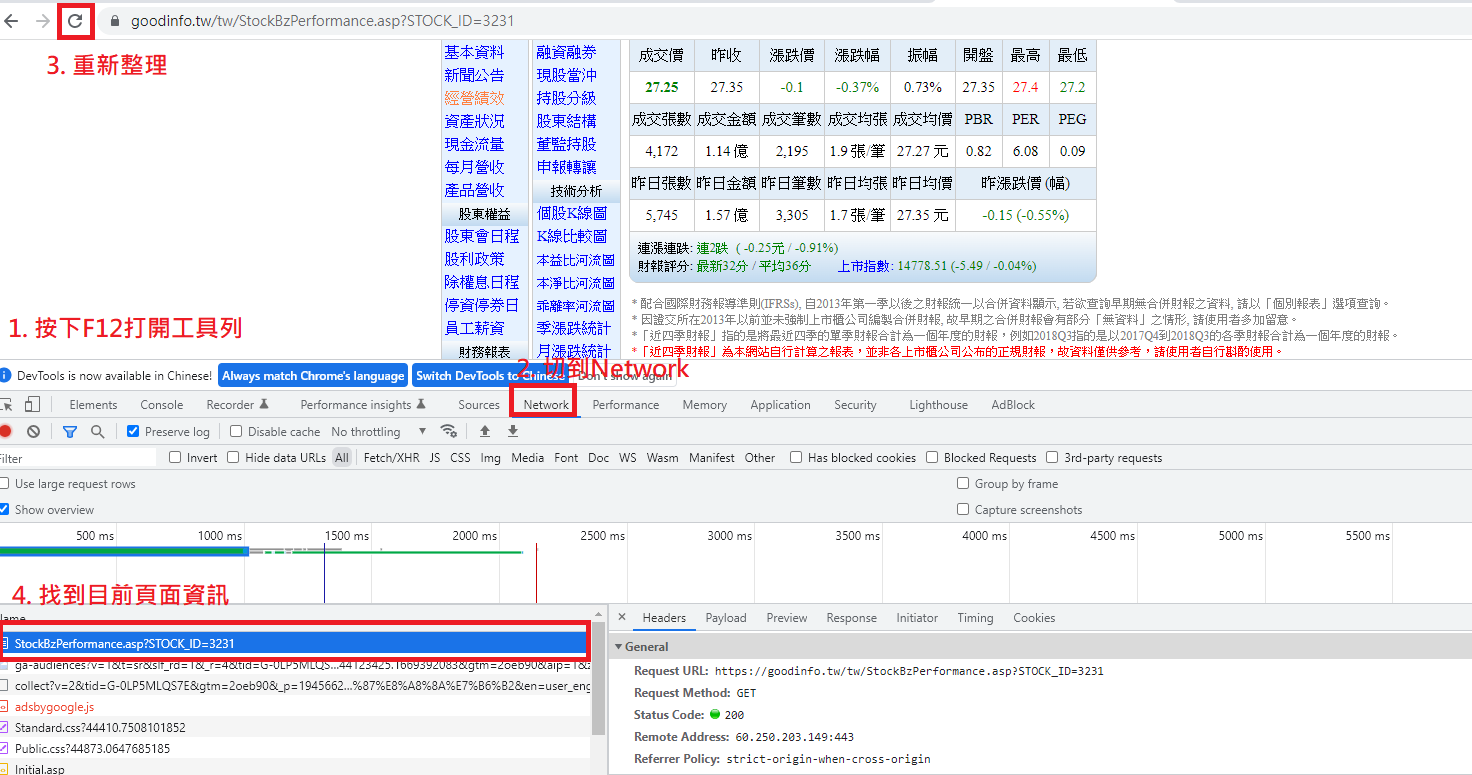 goodinfo.tw/tw/StockBzPerformance.asp?STOCK_ID=3231
3. 重新整理
基本資料 融資融券
新聞公告 現股當沖
經營績效 持股分級
資產狀況 股東結構
現金流量 董監持股
每月營收 申報轉讓
產品營收 技術分析
股東權益 個股K線圖
股東會日程 K線比較圖
股利政策 本益比河流圖
除權息日程 本淨比河流圖
停資停券日 乖離率河流圖
員工薪資 季漲跌統計
財務報表 月漲跌統計
成交價 昨收 漲跌價 漲跌幅 振幅 開盤 最高 最低
27.25 27.35 -0.1 -0.37% 0.73% 27.35 27.4 27.2
成交張數 成交金額 成交筆數 成交均張 成交均價 PBR PER PEG
4,172 1.14 億 2,195 1.9 張/筆 27.27 元 0.82 6.08 0.09
昨日張數 昨日金額 昨日筆數 昨日均張 昨日均價 昨漲跌價 (幅)
5,745 1.57 億 3,305 1.7 張/筆 27.35 元 -0.15 (-0.55%)
連漲連跌: 連2跌 ( -0.25元 / -0.91%)
財報評分: 最新32分 / 平均36分 上市指數: 14778.51 (-5.49 / -0.04%)
* 配合國際財務報導準則(IFRSs), 自2013年第一季以後之財報統一以合併資料顯示, 若欲查詢早期無合併財報之資料, 請以「個別報表」選項查詢。
* 因證交所在2013年以前並未強制上市櫃公司編製合併財報, 故早期之合併財報會有部分「無資料」之情形, 請使用者多加留意。
* 「近四季財報」指的是將最近四季的單季財報合計為一個年度的財報，例如2018Q3指的是以2017Q4到2018Q3的各季財報合計為一個年度的財報。
* 「近四季財報」為本網站自行計算之報表，並非各上市櫃公司公布的正規財報，故資料僅供參考，請使用者自行斟酌使用。
1. 按下F12打開工具列
2. 切到Network
DevTools is now available in Chinese! Always match Chrome's language Switch DevTools to Chinese Don't show again
Elements Console Recorder Performance insights Sources Network Performance Memory Application Security Lighthouse AdBlock
Preserve log Disable cache No throttling
Filter Invert Hide data URLs All Fetch/XHR JS CSS Img Media Font Doc WS Wasm Manifest Other Has blocked cookies Blocked Requests 3rd-party requests
Use large request rows Group by frame
Show overview Capture screenshots
500 ms 1000 ms 1500 ms 2000 ms 2500 ms 3000 ms 3500 ms 4000 ms 4500 ms 5000 ms 5500 ms
4. 找到目前頁面資訊
Name
StockBzPerformance.asp?STOCK_ID=3231
ga-audiences?v=1&t=sr&slf_rd=1&_r=4&tid=G-0LP5MLQS…44123425.1669392083&gtm=2oeb90&aip=1&z
collect?v=2&tid=G-0LP5MLQS7E&gtm=2oeb90&_p=1945662…%87%E8%A8%8A%E7%B6%B2&en=user_eng
adsbygoogle.js
Standard.css?44410.7508101852
Public.css?44873.0647685185
Initial.asp
Headers Payload Preview Response Initiator Timing Cookies
General
Request URL: https://goodinfo.tw/tw/StockBzPerformance.asp?STOCK_ID=3231
Request Method: GET
Status Code: 200
Remote Address: 60.250.203.149:443
Referrer Policy: strict-origin-when-cross-origin